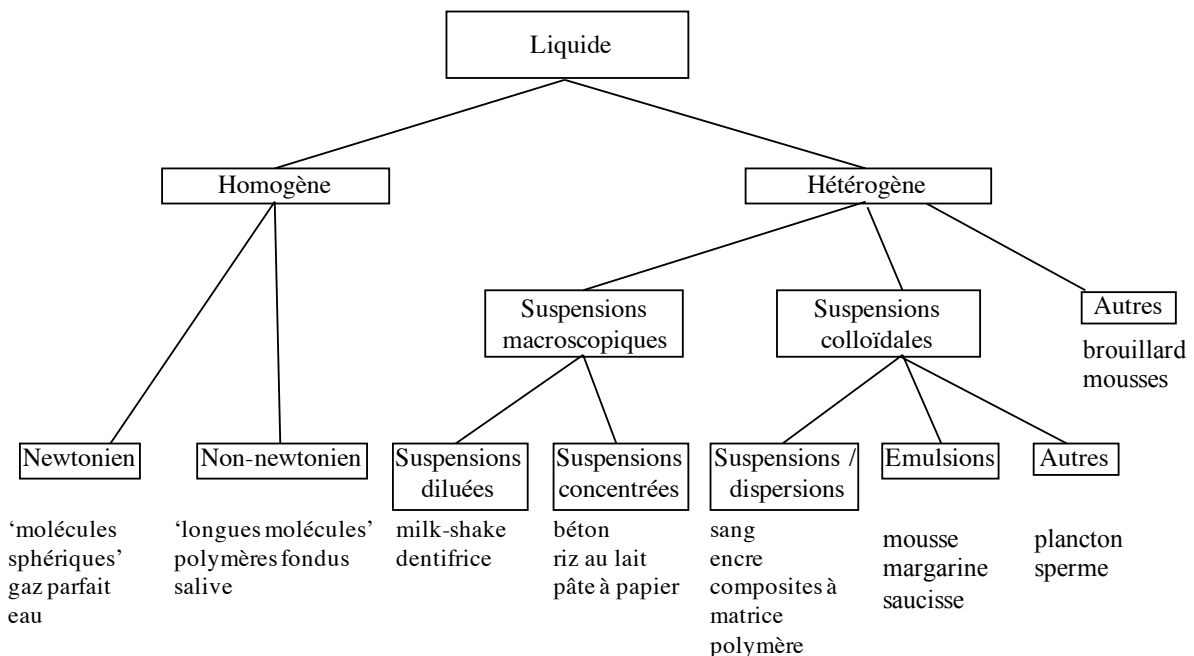 Liquide
Homogène
Hétérogène
Suspensions
macroscopiques
Suspensions
colloïdales
Autres
brouillard
mousses
Newtonien
Non-newtonien
Suspensions
diluées
Suspensions
concentrées
Suspensions /
dispersions
Emulsions
Autres
‘molécules
sphériques’
gaz parfait
eau
‘longues molécules’
polymères fondus
salive
milk-shake
dentifrice
béton
riz au lait
pâte à papier
sang
encre
composites à
matrice
polymère
mousse
margarine
saucisse
plancton
sperme